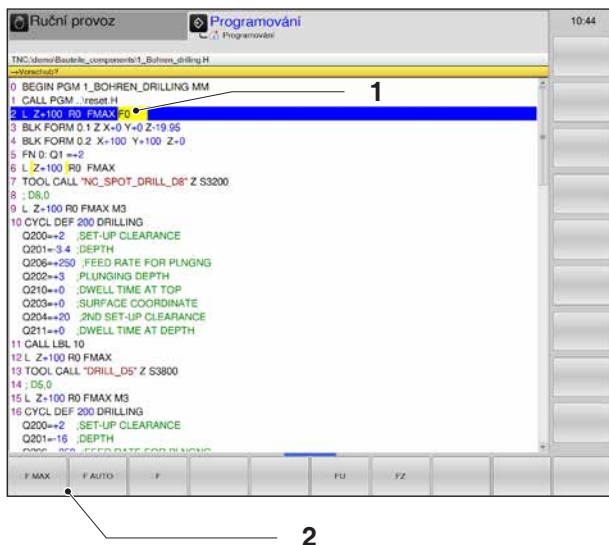 Ruční provoz
Programování
Programování
10:44
TNC:\demo\Bauteile_components\1_Bohren_drilling.H
→Vorschub?
0 BEGIN PGM 1_BOHREN_DRILLING MM
1 CALL PGM ..\reset.H
2 L Z+100 R0 FMAX F0
3 BLK FORM 0.1 Z X+0 Y+0 Z-19.95
4 BLK FORM 0.2 X+100 Y+100 Z+0
5 FN 0: Q1 =+2
6 L Z+100 R0 FMAX
7 TOOL CALL "NC_SPOT_DRILL_D8" Z S3200
8 ; D8,0
9 L Z+100 R0 FMAX M3
10 CYCL DEF 200 DRILLING
Q200=+2 ;SET-UP CLEARANCE
Q201=-3.4 ;DEPTH
Q206=+250 ;FEED RATE FOR PLNGNG
Q202=+3 ;PLUNGING DEPTH
Q210=+0 ;DWELL TIME AT TOP
Q203=+0 ;SURFACE COORDINATE
Q204=+20 ;2ND SET-UP CLEARANCE
Q211=+0 ;DWELL TIME AT DEPTH
11 CALL LBL 10
12 L Z+100 R0 FMAX
13 TOOL CALL "DRILL_D5" Z S3800
14 ; D5,0
15 L Z+100 R0 FMAX M3
16 CYCL DEF 200 DRILLING
Q200=+2 ;SET-UP CLEARANCE
Q201=-16 ;DEPTH
F MAX F AUTO F FU FZ
1
2